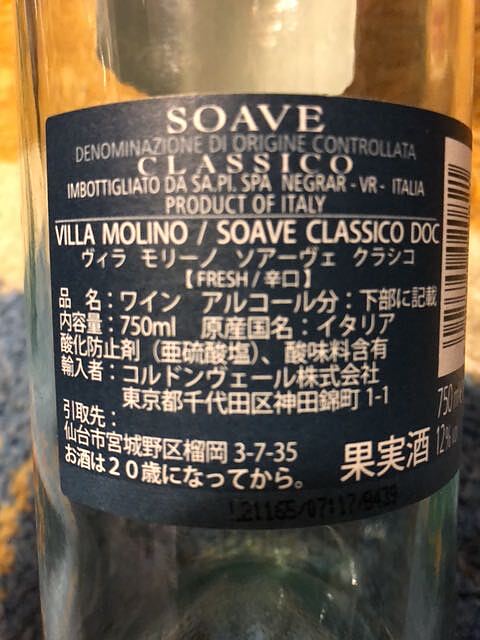 SOAVE
DENOMINAZIONE DI ORIGINE CONTROLLATA
CLASSICO
IMBOTTIGLIATO DA SA.PI. SPA NEGRAR - VR - ITALIA
PRODUCT OF ITALY
VILLA MOLINO / SOAVE CLASSICO DOC
ヴィラ モリーノ ソアーヴェ クラシコ
【FRESH / 辛口】
品 名：ワイン アルコール分：下部に記載
内容量：750ml 原産国名：イタリア
酸化防止剤（亜硫酸塩）、酸味料含有
輸入者：コルドンヴェール株式会社
東京都千代田区神田錦町 1-1
引取先：
仙台市宮城野区榴岡 3-7-35
お酒は２０歳になってから。
果実酒
750 m
12%
L21165/07:17/8439